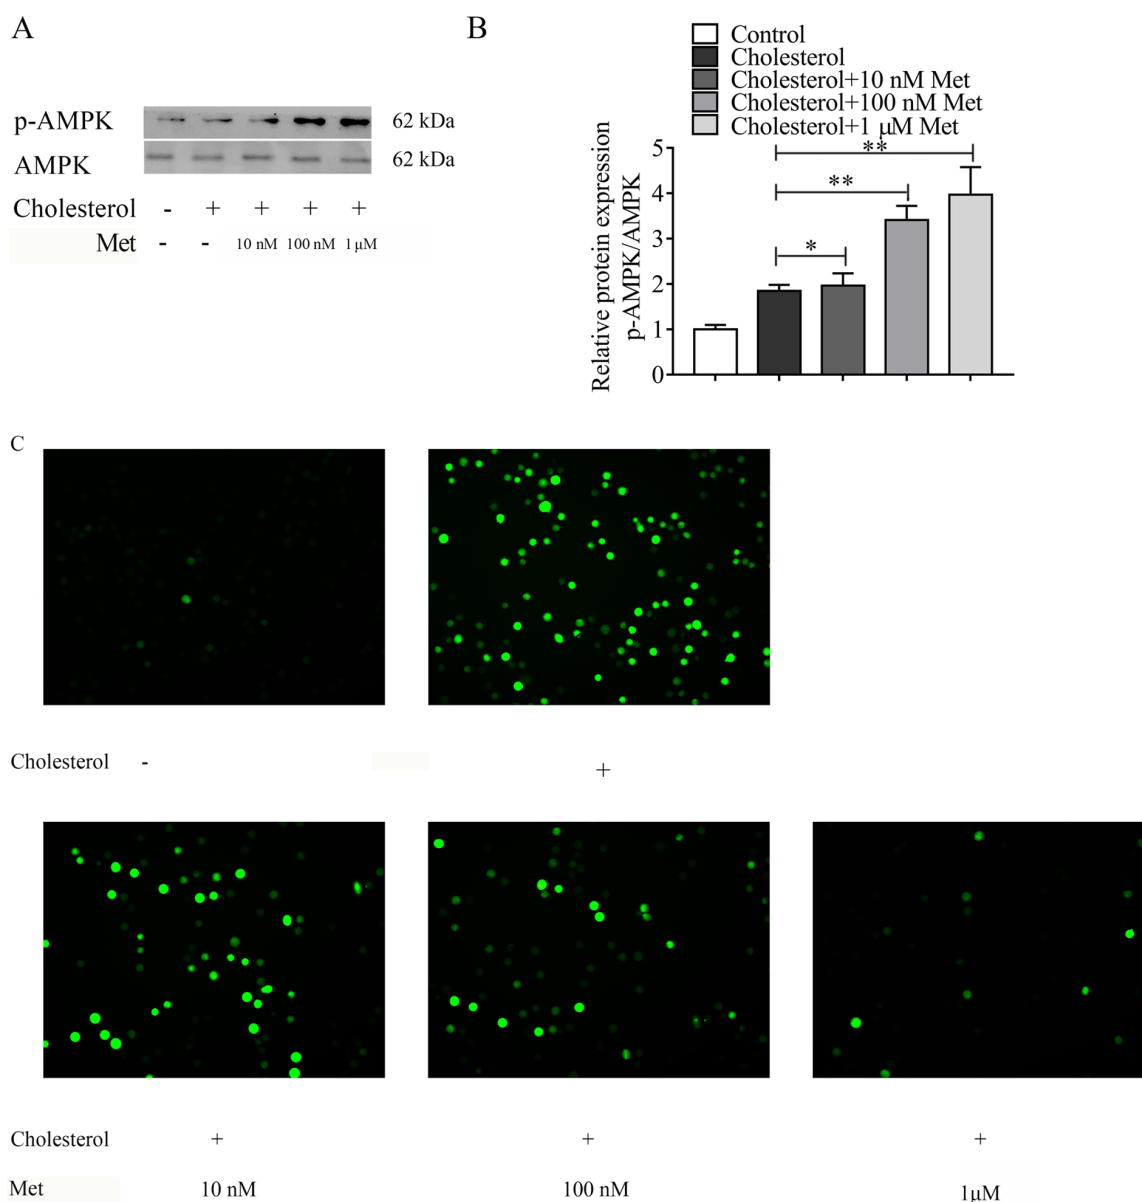 A
p-AMPK
62 kDa
AMPK
62 kDa
Cholesterol - + + + +
Met - - 10 nM 100 nM 1 μM
B
Control
Cholesterol
Cholesterol+10 nM Met
Cholesterol+100 nM Met
Cholesterol+1 μM Met
Relative protein expression
p-AMPK/AMPK
5
4
3
2
1
0
**
**
*
C
Cholesterol - +
Cholesterol + + +
Met 10 nM 100 nM 1μM